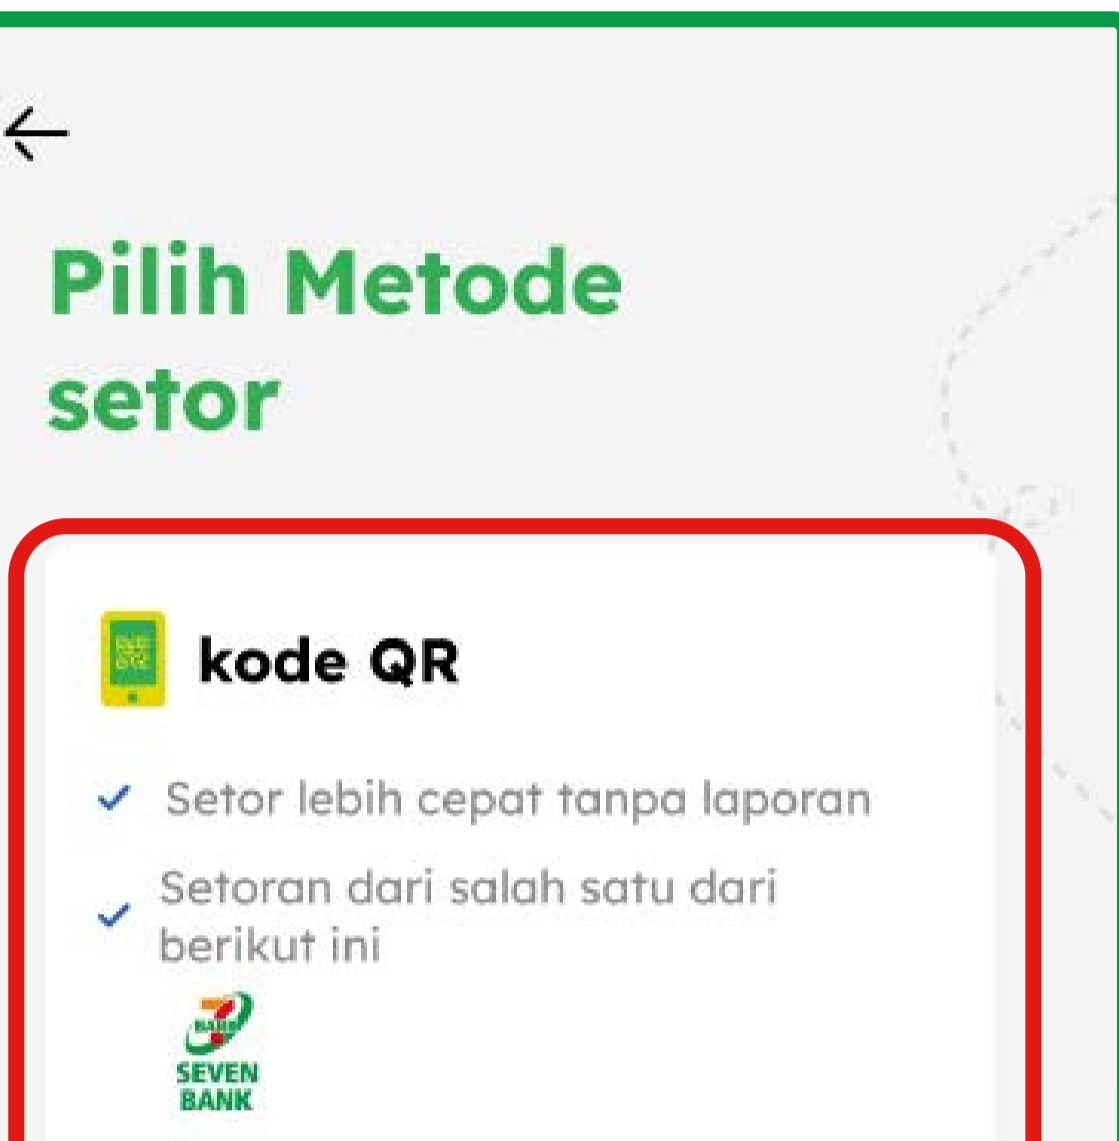 Pilih Metode
setor
kode QR
Setor lebih cepat tanpa laporan
Setoran dari salah satu dari
berikut ini
BANK
SEVEN
BANK